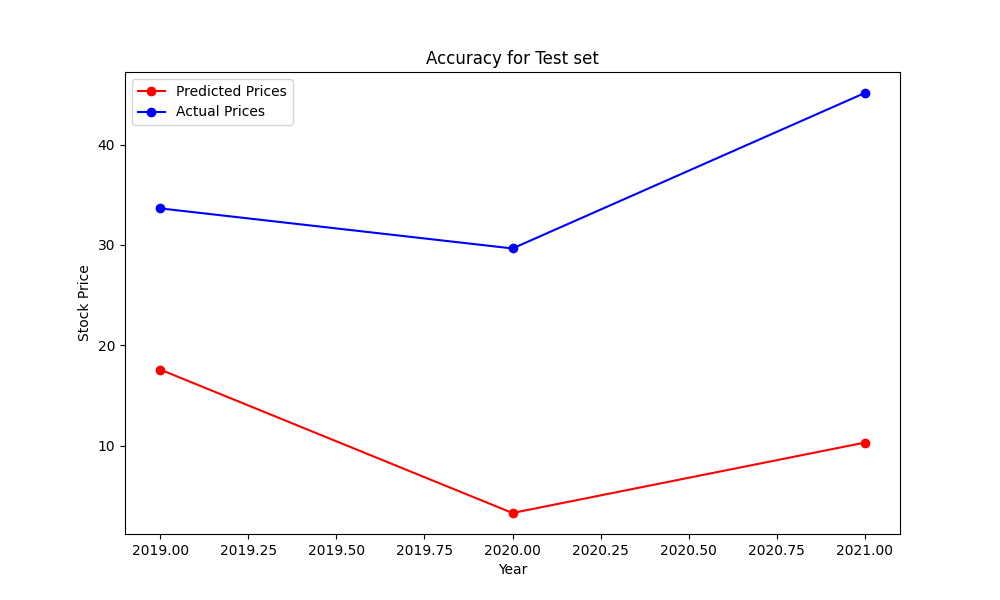 Accuracy for Test set
Predicted Prices
Actual Prices
Stock Price
40
30
20
10
2019.00 2019.25 2019.50 2019.75 2020.00 2020.25 2020.50 2020.75 2021.00
Year